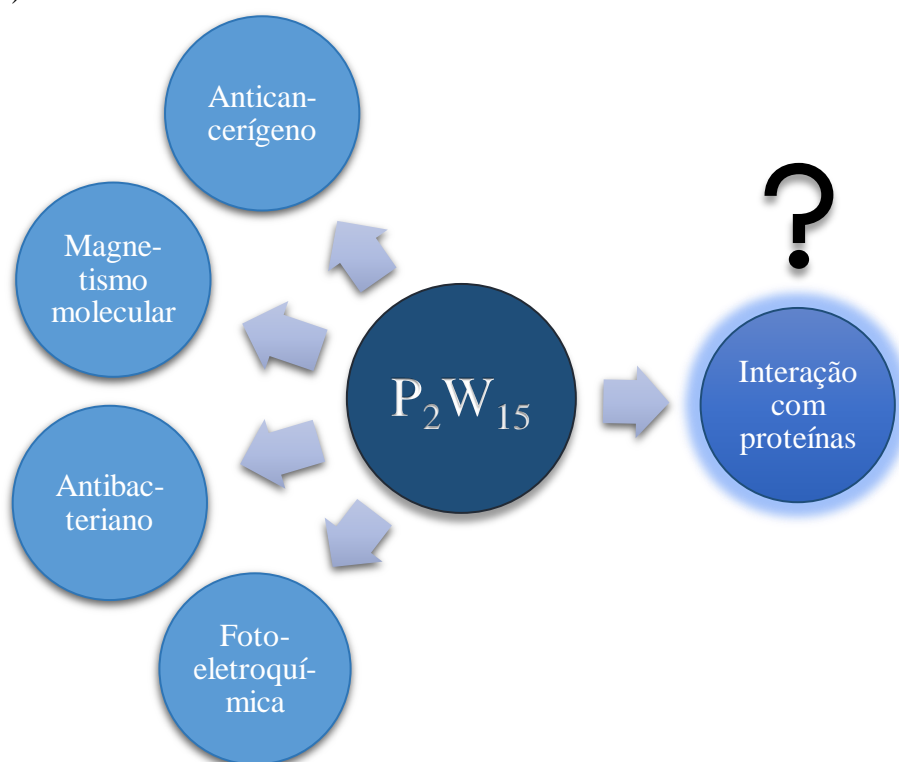 Antican-
cerígeno
Magne-
tismo
molecular
Antibac-
teriano
Foto-
eletroquí-
mica
P₂W₁₅
?
Interação
com
proteínas